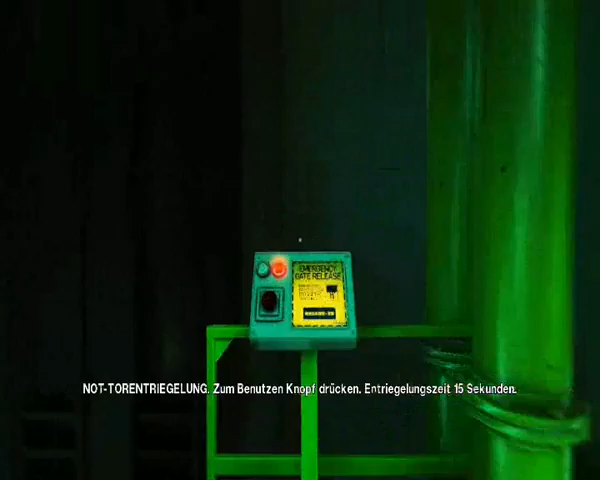 EMERGENCY
GATE RELEASE
NOT-TORENTRIEGELUNG. Zum Benutzen Knopf drücken. Entriegelungszeit 15 Sekunden.